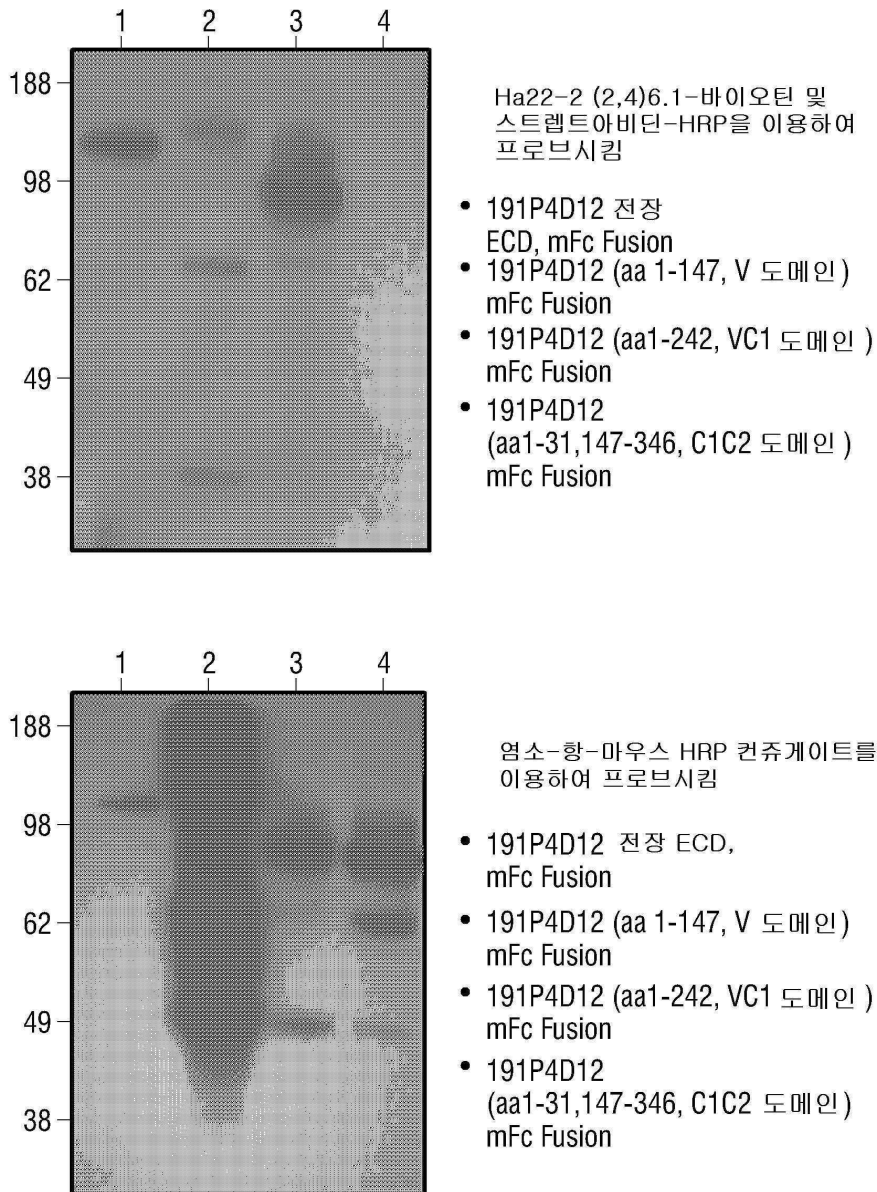 1 2 3 4
188
98
62
49
38
Ha22-2 (2,4)6.1-바이오틴 및
스트렙트아비딘-HRP을 이용하여
프로브시킴
• 191P4D12 전장
ECD, mFc Fusion
• 191P4D12 (aa 1-147, V 도메인)
mFc Fusion
• 191P4D12 (aa1-242, VC1 도메인 )
mFc Fusion
• 191P4D12
(aa1-31,147-346, C1C2 도메인 )
mFc Fusion
1 2 3 4
188
98
62
49
38
염소-항-마우스 HRP 컨쥬게이트를
이용하여 프로브시킴
• 191P4D12 전장 ECD,
mFc Fusion
• 191P4D12 (aa 1-147, V 도메인)
mFc Fusion
• 191P4D12 (aa1-242, VC1 도메인 )
mFc Fusion
• 191P4D12
(aa1-31,147-346, C1C2 도메인)
mFc Fusion